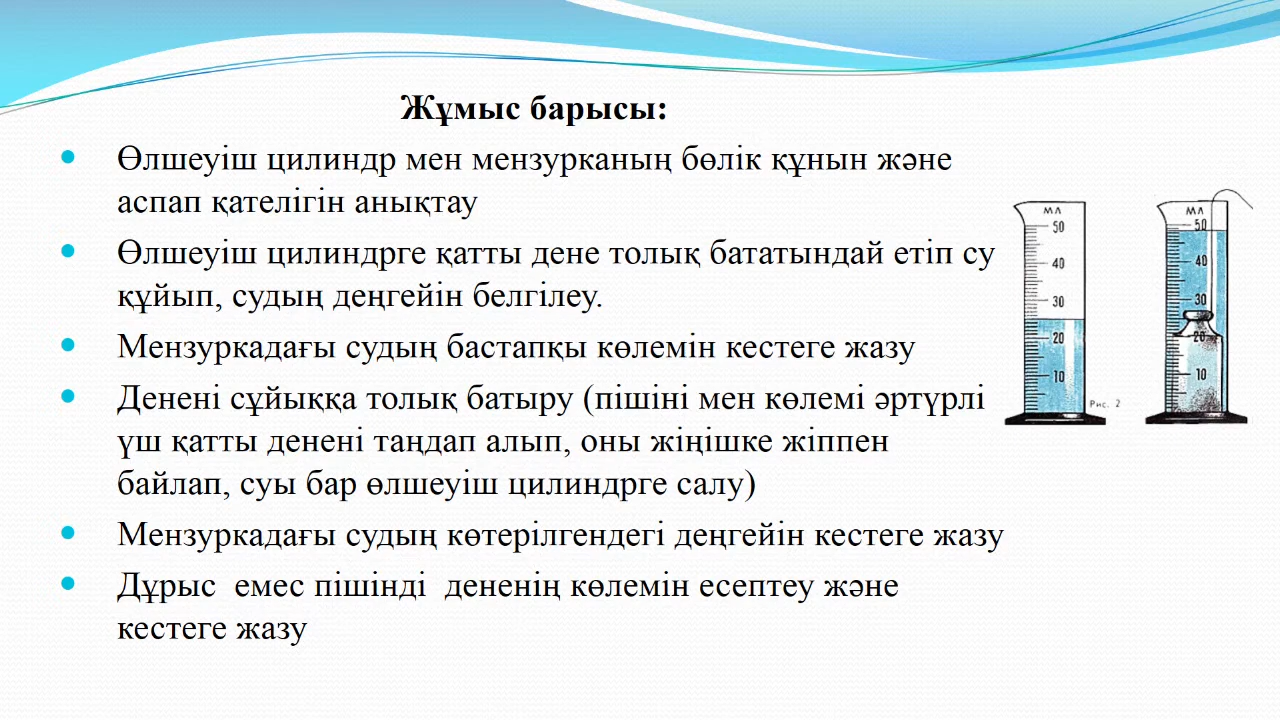 Жұмыс барысы:
Өлшеуіш цилиндр мен мензурканың бөлік құнын және
аспап қателігін анықтау
Өлшеуіш цилиндрге қатты дене толық бататындай етіп су
құйып, судың деңгейін белгілеу.
Мензуркадағы судың бастапқы көлемін кестеге жазу
Денені сұйыққа толық батыру (пішіні мен көлемі әртүрлі
үш қатты денені таңдап алып, оны жіңішке жіппен
байлап, суы бар өлшеуіш цилиндрге салу)
Мензуркадағы судың көтерілгендегі деңгейін кестеге жазу
Дұрыс  емес пішінді  дененің көлемін есептеу және
кестеге жазу
МЛ
50
40
30
20
10
Рис. 2
МЛ
50
40
30
20
10